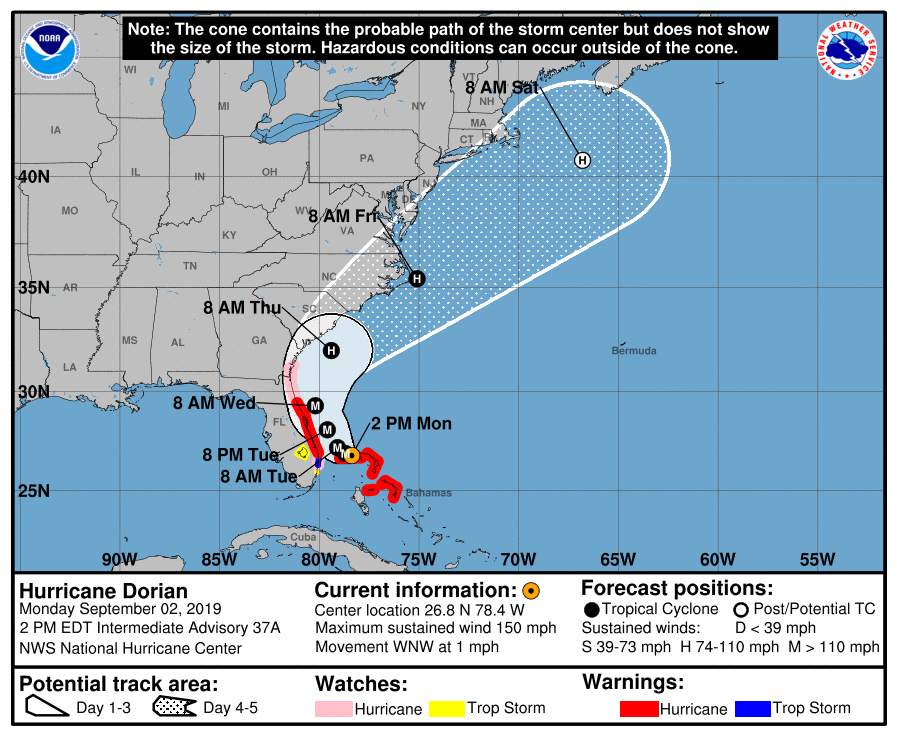 Note: The cone contains the probable path of the storm center but does not show
the size of the storm. Hazardous conditions can occur outside of the cone.
NOAA
NATIONAL WEATHER SERVICE
WI
VT
8 AM Sat
NH
MI
NY
MA
IA
CT
RI
PA
IL
IN
OH
40N
NJ
DE
MO
WV
8 AM Fri
VA
KY
TN
NC
35N
AR
8 AM Thu
SC
MS
AL
GA
Bermuda
LA
30N
8 AM Wed
FL
2 PM Mon
8 PM Tue
8 AM Tue
25N
Bahamas
Cuba
90W
85W
80W
75W
70W
65W
60W
55W
H
H
H
M
M
M
M
Hurricane Dorian
Monday September 02, 2019
2 PM EDT Intermediate Advisory 37A
NWS National Hurricane Center
Current information:
Center location 26.8 N 78.4 W
Maximum sustained wind 150 mph
Movement WNW at 1 mph
Forecast positions:
Tropical Cyclone Post/Potential TC
Sustained winds: D < 39 mph
S 39-73 mph H 74-110 mph M > 110 mph
Potential track area:
Day 1-3 Day 4-5
Watches:
Hurricane Trop Storm
Warnings:
Hurricane Trop Storm